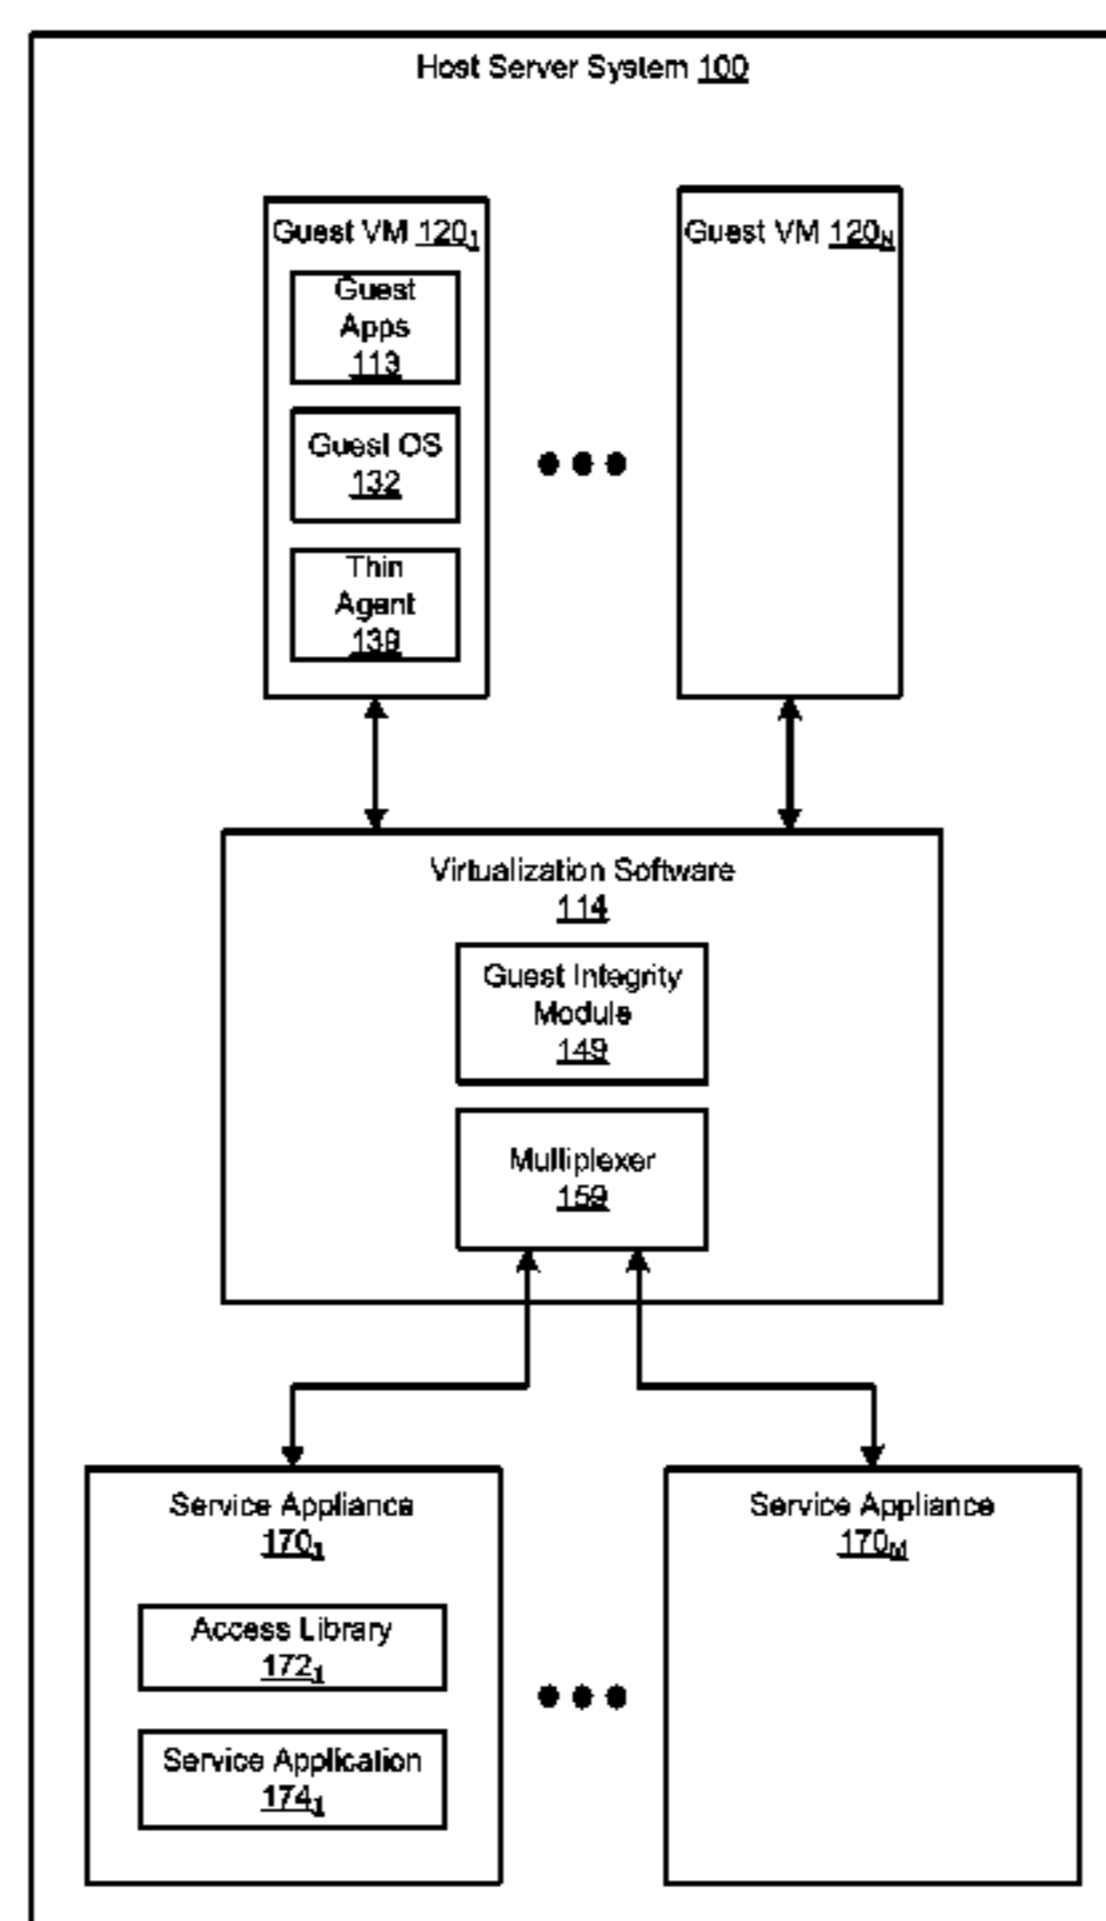 Host Server System 100
Guest VM 120₁
Guest VM 120ₙ
Guest
Apps
113
Guest OS
132
Thin
Agent
139
Virtualization Software
114
Guest Integrity
Module
149
Multiplexer
159
Service Appliance
170₁
Service Appliance
170M
Access Library
172₁
Service Application
174₁